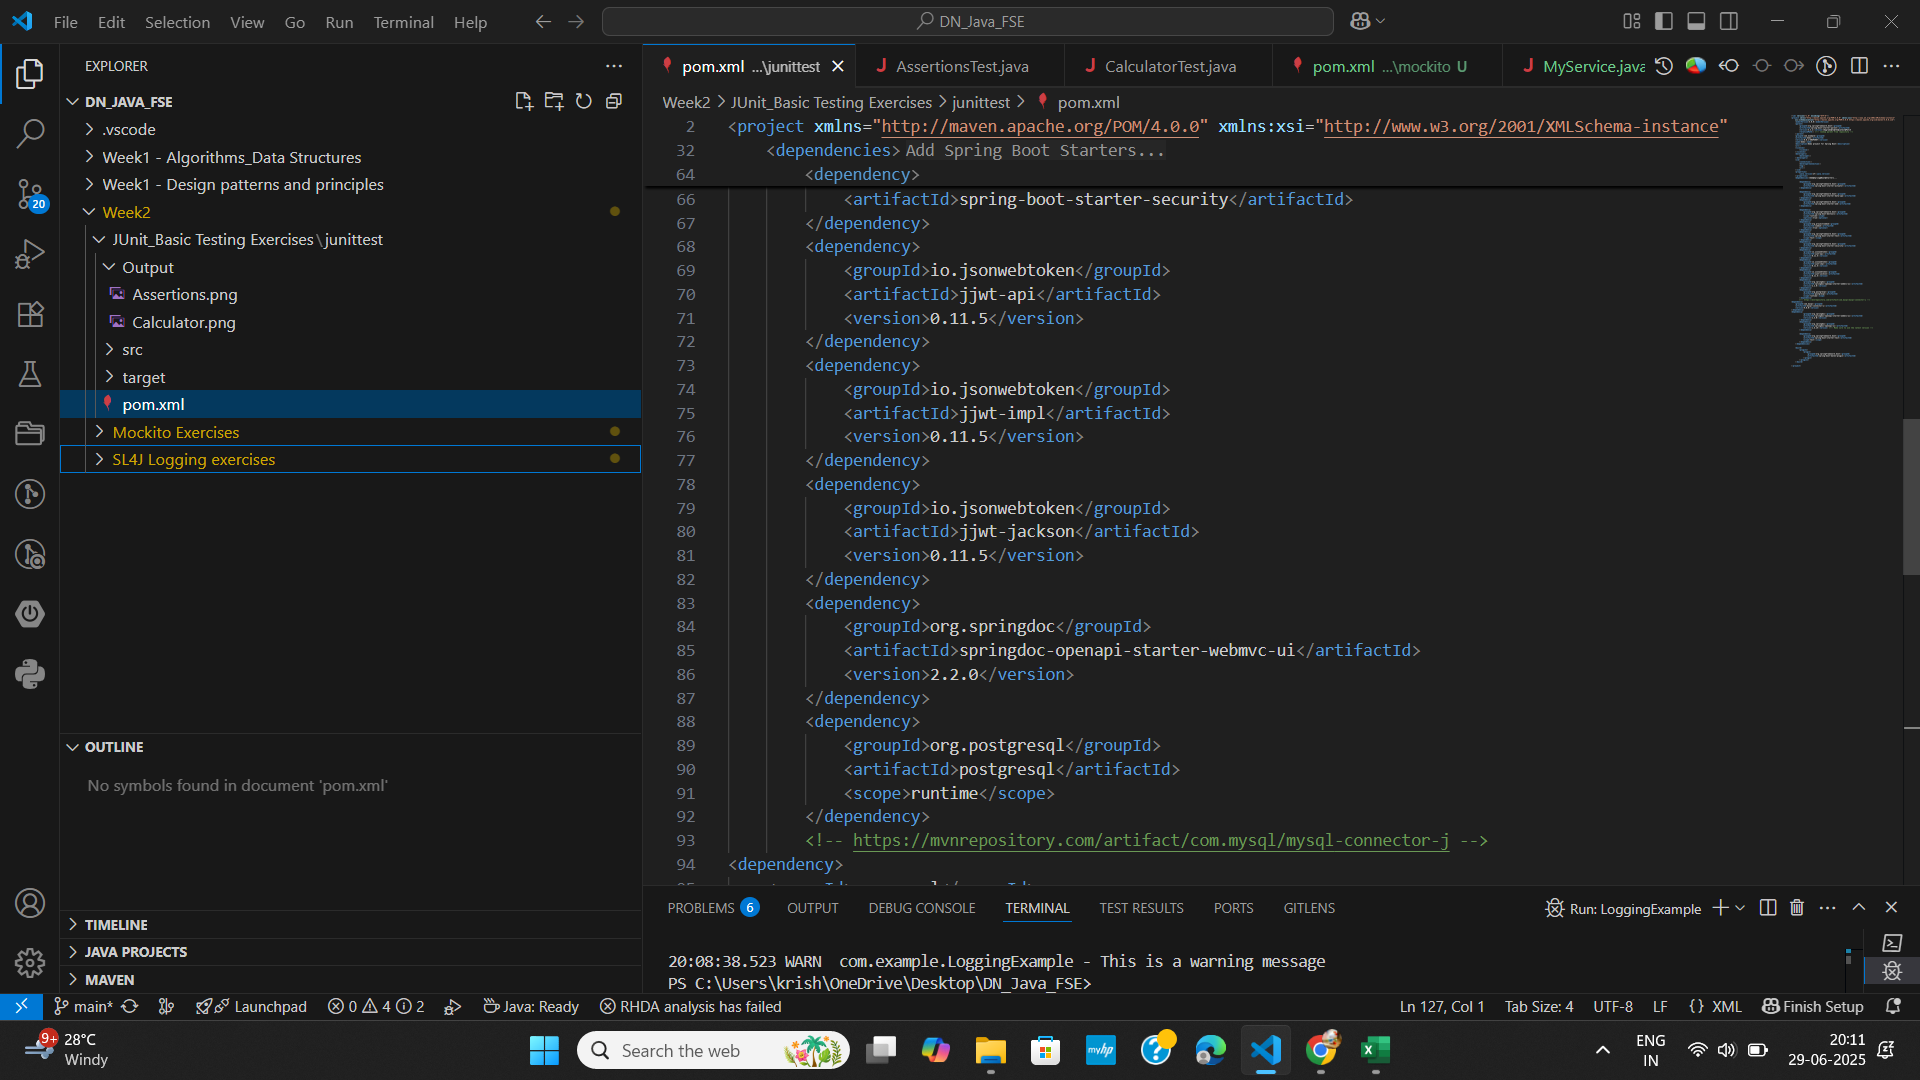 File Edit Selection View Go Run Terminal Help
DN_Java_FSE
EXPLORER
DN_JAVA_FSE
.vscode
Week1 - Algorithms_Data Structures
Week1 - Design patterns and principles
Week2
JUnit_Basic Testing Exercises\junittest
Output
Assertions.png
Calculator.png
src
target
pom.xml
Mockito Exercises
SL4J Logging exercises
20
OUTLINE
No symbols found in document 'pom.xml'
TIMELINE
JAVA PROJECTS
MAVEN
pom.xml ...\junittest
AssertionsTest.java
CalculatorTest.java
pom.xml ...\mockito U
MyService.java
Week2 > JUnit_Basic Testing Exercises > junittest > pom.xml
2 <project xmlns="http://maven.apache.org/POM/4.0.0" xmlns:xsi="http://www.w3.org/2001/XMLSchema-instance"
32 <dependencies> Add Spring Boot Starters...
64 <dependency>
66 <artifactId>spring-boot-starter-security</artifactId>
67 </dependency>
68 <dependency>
69 <groupId>io.jsonwebtoken</groupId>
70 <artifactId>jjwt-api</artifactId>
71 <version>0.11.5</version>
72 </dependency>
73 <dependency>
74 <groupId>io.jsonwebtoken</groupId>
75 <artifactId>jjwt-impl</artifactId>
76 <version>0.11.5</version>
77 </dependency>
78 <dependency>
79 <groupId>io.jsonwebtoken</groupId>
80 <artifactId>jjwt-jackson</artifactId>
81 <version>0.11.5</version>
82 </dependency>
83 <dependency>
84 <groupId>org.springdoc</groupId>
85 <artifactId>springdoc-openapi-starter-webmvc-ui</artifactId>
86 <version>2.2.0</version>
87 </dependency>
88 <dependency>
89 <groupId>org.postgresql</groupId>
90 <artifactId>postgresql</artifactId>
91 <scope>runtime</scope>
92 </dependency>
93 <!-- https://mvnrepository.com/artifact/com.mysql/mysql-connector-j -->
94 <dependency>
PROBLEMS 6 OUTPUT DEBUG CONSOLE TERMINAL TEST RESULTS PORTS GITLENS
Run: LoggingExample
20:08:38.523 WARN com.example.LoggingExample - This is a warning message
PS C:\Users\krish\OneDrive\Desktop\DN_Java_FSE>
main* Launchpad 0 4 2 Java: Ready RHDA analysis has failed
Ln 127, Col 1 Tab Size: 4 UTF-8 LF {} XML Finish Setup
9+
28°C
Windy
Search the web
myhp
ENG
IN
20:11
29-06-2025